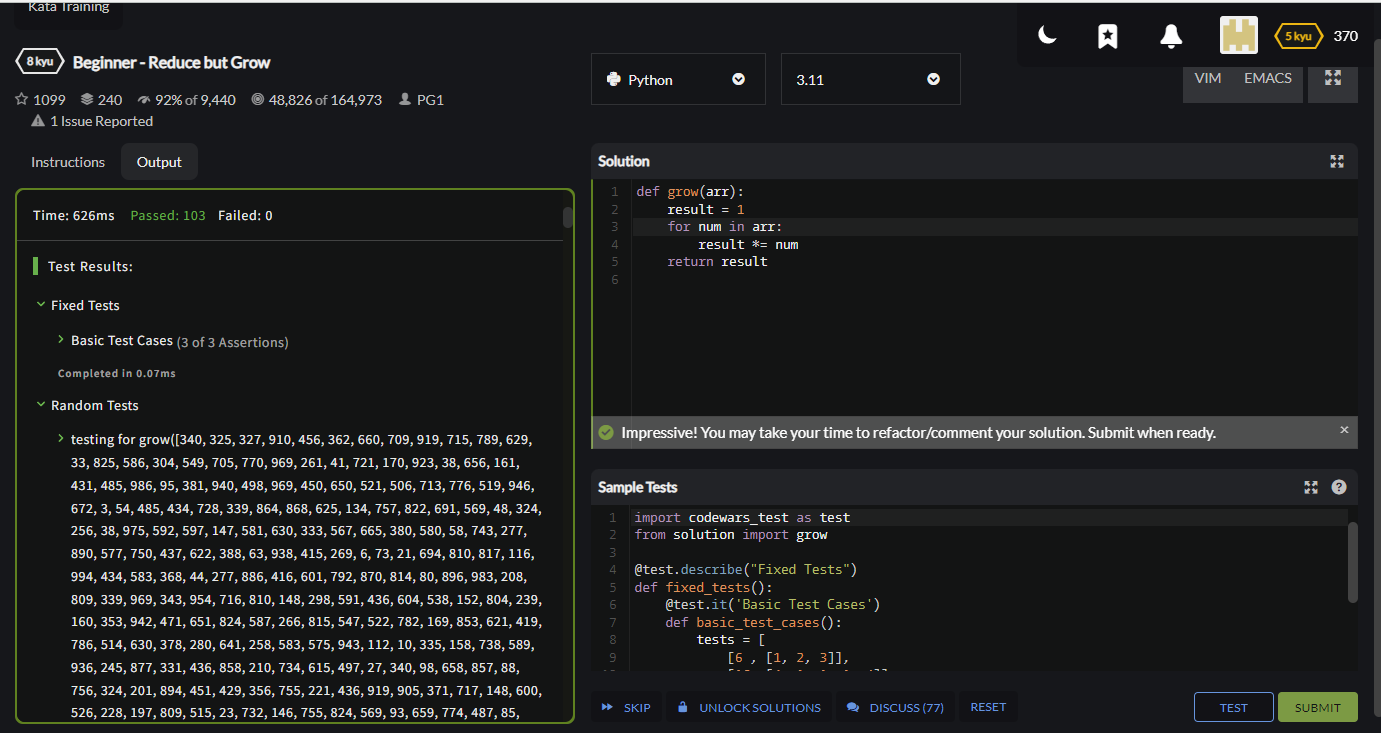 Kata Training
8 kyu Beginner - Reduce but Grow
1099 240 92% of 9,440 48,826 of 164,973 PG1
1 Issue Reported
5 kyu 370
Python 3.11
VIM EMACS
Instructions Output
Time: 626ms Passed: 103 Failed: 0
Test Results:
Fixed Tests
Basic Test Cases (3 of 3 Assertions)
Completed in 0.07ms
Random Tests
testing for grow([340, 325, 327, 910, 456, 362, 660, 709, 919, 715, 789, 629,
33, 825, 586, 304, 549, 705, 770, 969, 261, 41, 721, 170, 923, 38, 656, 161,
431, 485, 986, 95, 381, 940, 498, 969, 450, 650, 521, 506, 713, 776, 519, 946,
672, 3, 54, 485, 434, 728, 339, 864, 868, 625, 134, 757, 822, 691, 569, 48, 324,
256, 38, 975, 592, 597, 147, 581, 630, 333, 567, 665, 380, 580, 58, 743, 277,
890, 577, 750, 437, 622, 388, 63, 938, 415, 269, 6, 73, 21, 694, 810, 817, 116,
994, 434, 583, 368, 44, 277, 886, 416, 601, 792, 870, 814, 80, 896, 983, 208,
809, 339, 969, 343, 954, 716, 810, 148, 298, 591, 436, 604, 538, 152, 804, 239,
160, 353, 942, 471, 651, 824, 587, 266, 815, 547, 522, 782, 169, 853, 621, 419,
786, 514, 630, 378, 280, 641, 258, 583, 575, 943, 112, 10, 335, 158, 738, 589,
936, 245, 877, 331, 436, 858, 210, 734, 615, 497, 27, 340, 98, 658, 857, 88,
756, 324, 201, 894, 451, 429, 356, 755, 221, 436, 919, 905, 371, 717, 148, 600,
526, 228, 197, 809, 515, 23, 732, 146, 755, 824, 569, 93, 659, 774, 487, 85,
Solution
1 def grow(arr):
2 result = 1
3 for num in arr:
4 result *= num
5 return result
6
Impressive! You may take your time to refactor/comment your solution. Submit when ready. ×
Sample Tests ?
1 import codewars_test as test
2 from solution import grow
3
4 @test.describe("Fixed Tests")
5 def fixed_tests():
6 @test.it('Basic Test Cases')
7 def basic_test_cases():
8 tests = [
9 [6 , [1, 2, 3]],
SKIP UNLOCK SOLUTIONS DISCUSS (77) RESET TEST SUBMIT